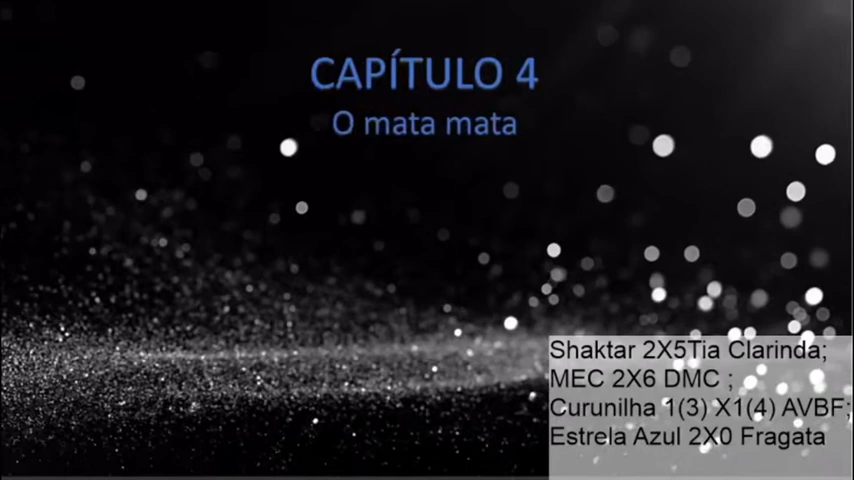 CAPÍTULO 4
O mata mata
Shaktar 2X5Tia Clarinda;
MEC 2X6 DMC ;
Curunilha 1(3) X1(4) AVBF;
Estrela Azul 2X0 Fragata